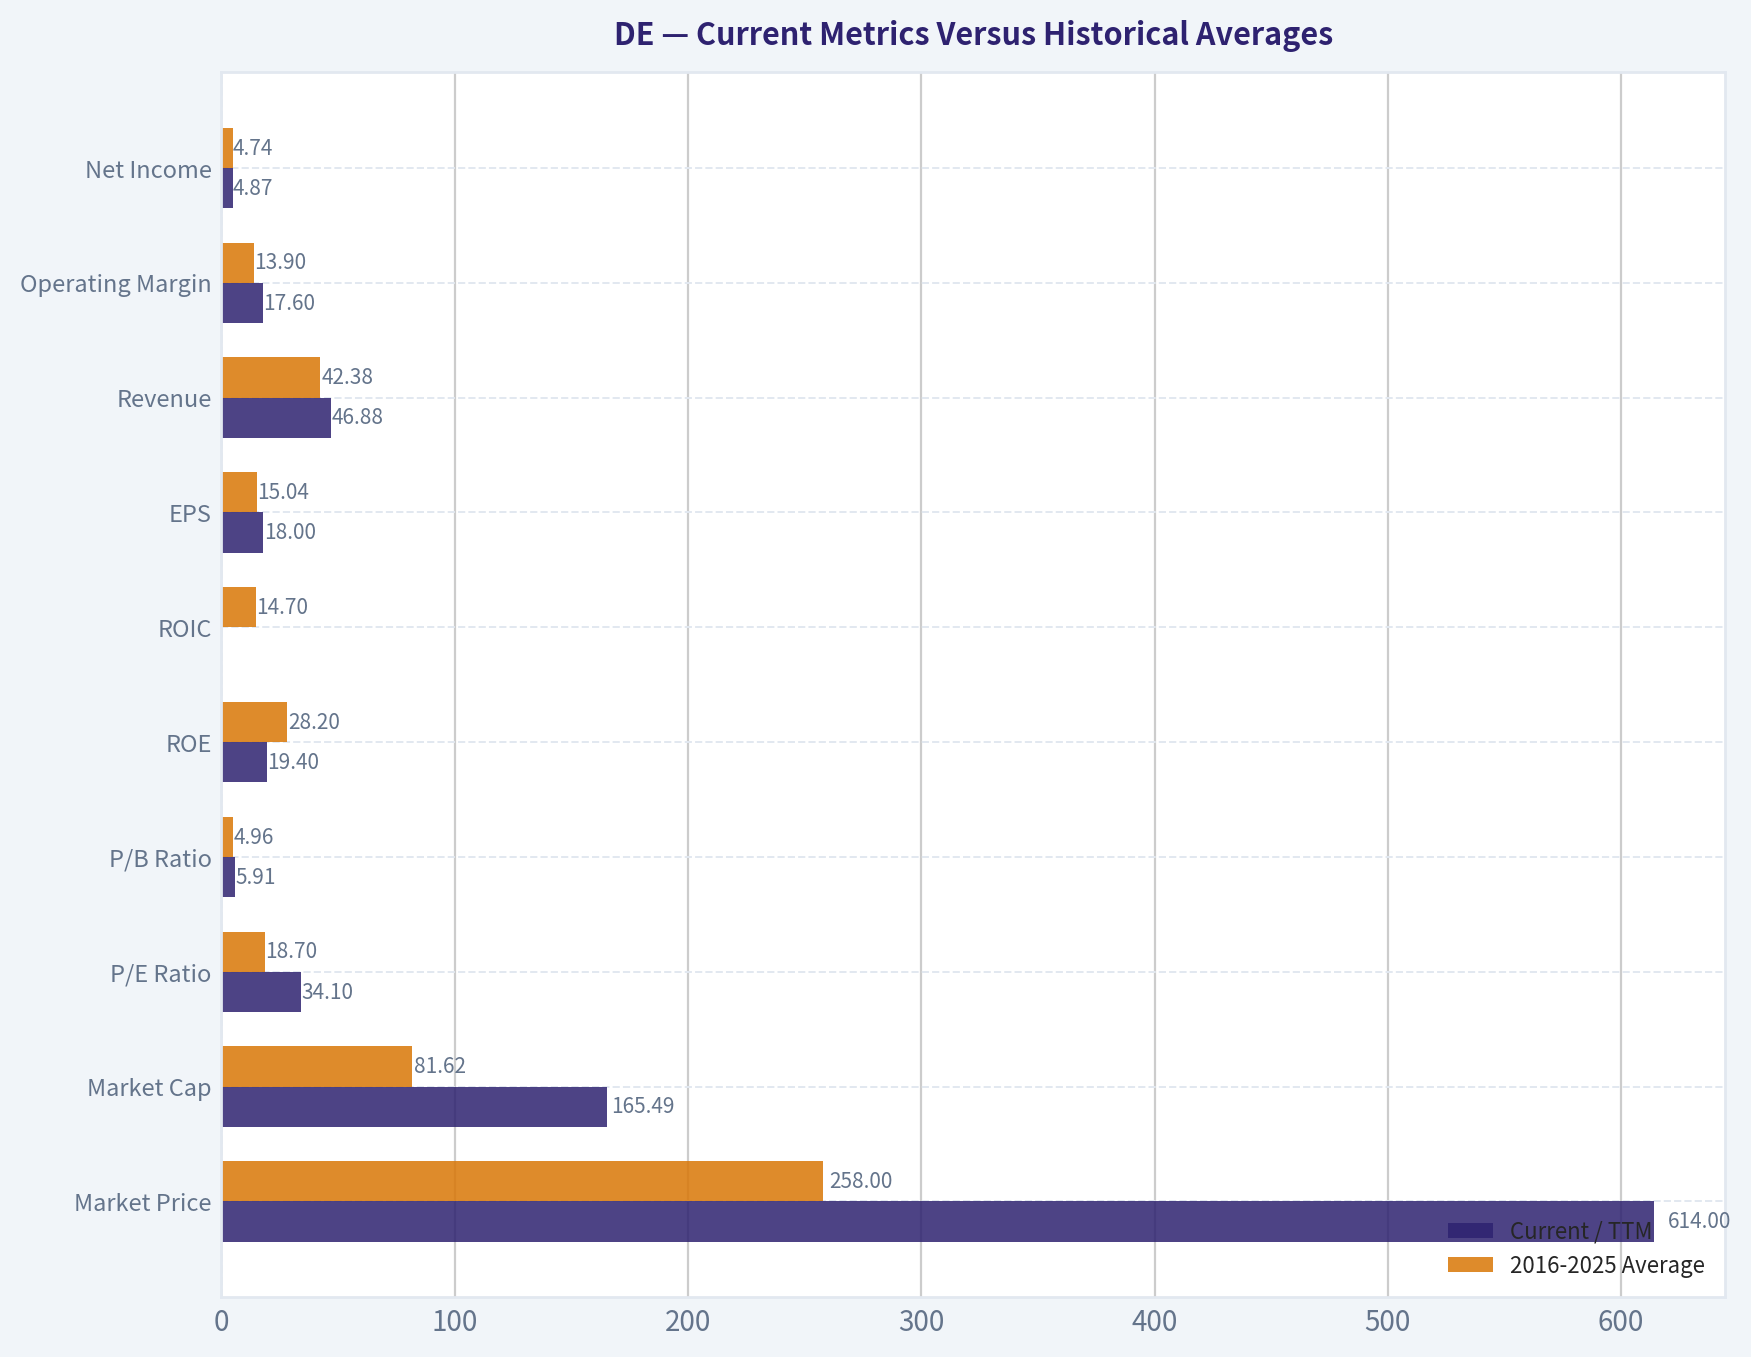 DE — Current Metrics Versus Historical Averages
Net Income
4.74
4.87
Operating Margin
13.90
17.60
Revenue
42.38
46.88
EPS
15.04
18.00
ROIC
14.70
ROE
28.20
19.40
P/B Ratio
4.96
5.91
P/E Ratio
18.70
34.10
Market Cap
81.62
165.49
Market Price
258.00
614.00
Current / TTM
2016-2025 Average
0 100 200 300 400 500 600